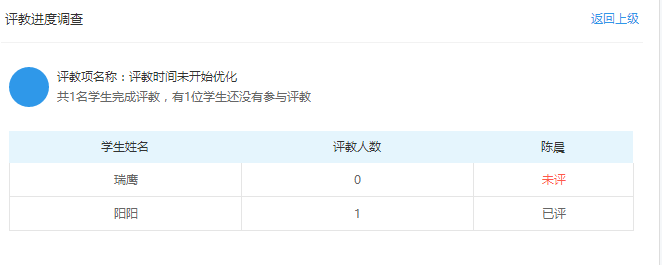 评教进度调查 返回上级
评教项名称：评教时间未开始优化
共1名学生完成评教，有1位学生还没有参与评教
学生姓名 评教人数 陈晨
瑞鹰 0 未评
阳阳 1 已评